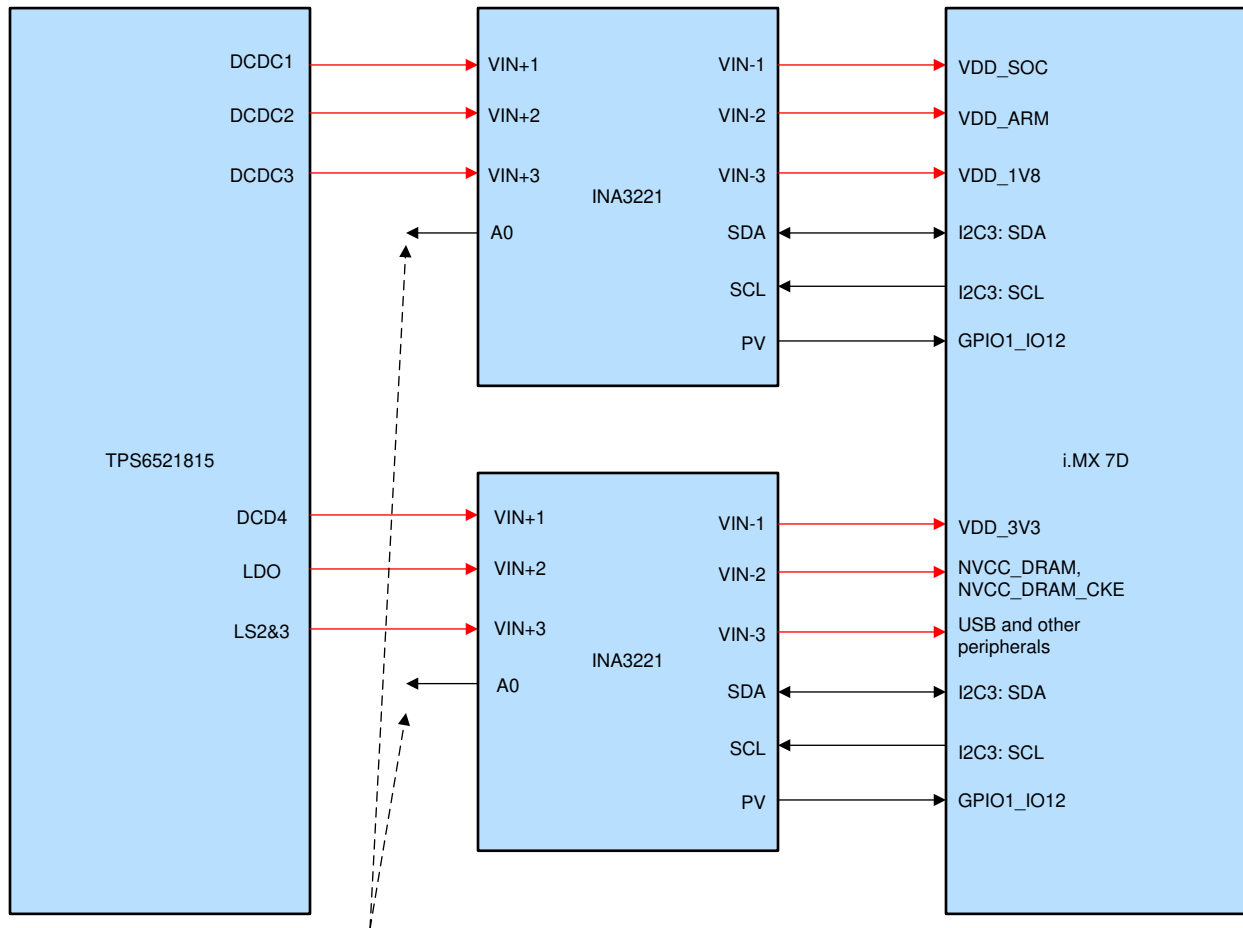 DCDC1
DCDC2
DCDC3
TPS6521815
DCD4
LDO
LS2&3
VIN+1
VIN+2
VIN+3
A0
INA3221
VIN-1
VIN-2
VIN-3
SDA
SCL
PV
VIN+1
VIN+2
VIN+3
A0
INA3221
VIN-1
VIN-2
VIN-3
SDA
SCL
PV
VDD_SOC
VDD_ARM
VDD_1V8
I2C3: SDA
I2C3: SCL
GPIO1_IO12
i.MX 7D
VDD_3V3
NVCC_DRAM,
NVCC_DRAM_CKE
USB and other
peripherals
I2C3: SDA
I2C3: SCL
GPIO1_IO12